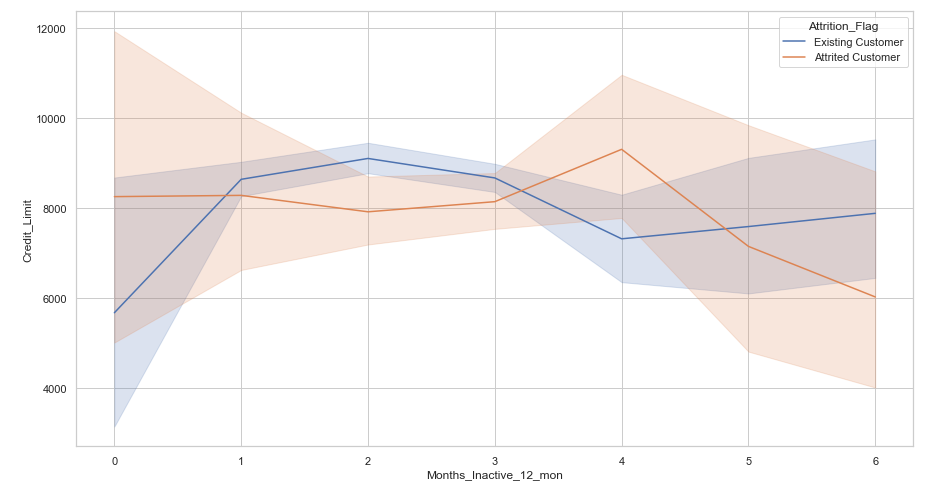 Attrition_Flag
Existing Customer
Attrited Customer
12000
10000
8000
6000
4000
Credit_Limit
0 1 2 3 4 5 6
Months_Inactive_12_mon